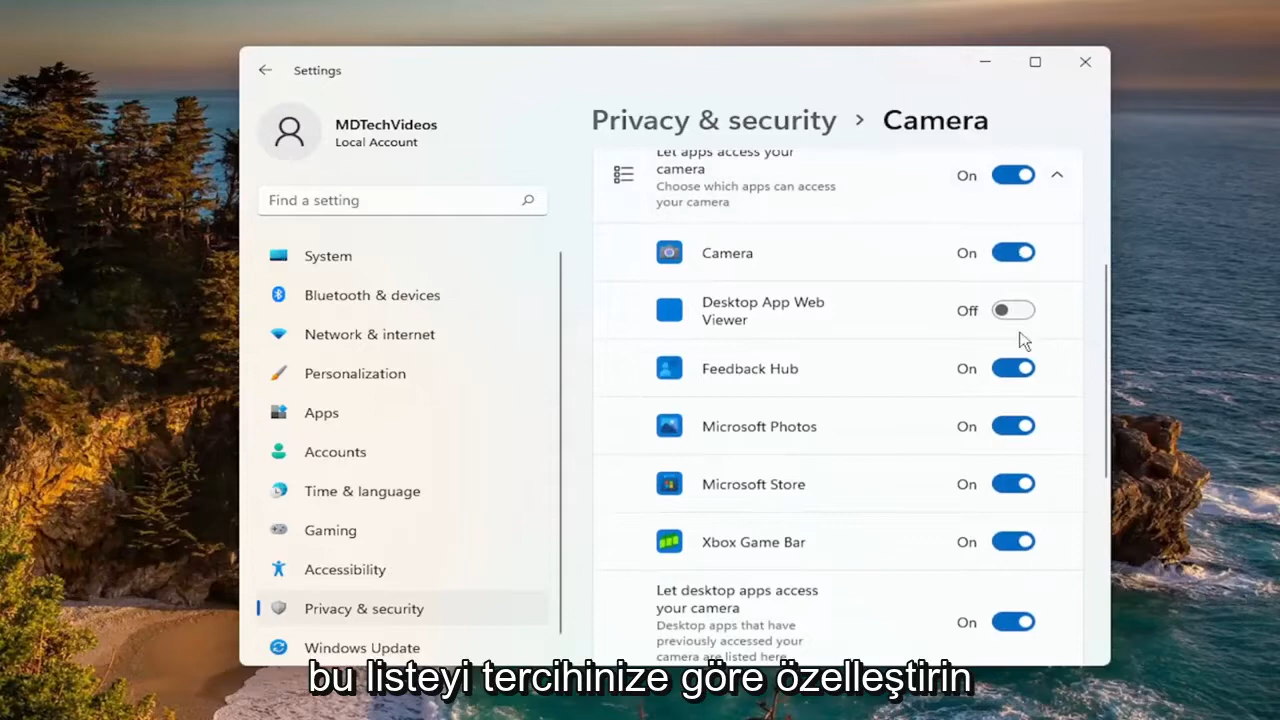 Settings
MDTechVideos
Local Account
Find a setting
System
Bluetooth & devices
Network & internet
Personalization
Apps
Accounts
Time & language
Gaming
Accessibility
Privacy & security
Windows Update
Privacy & security > Camera
Let apps access your
camera
Choose which apps can access
your camera
On
Camera
On
Desktop App Web
Viewer
Off
Feedback Hub
On
Microsoft Photos
On
Microsoft Store
On
Xbox Game Bar
On
Let desktop apps access
your camera
Desktop apps that have
previously accessed your
camera are listed here
On
bu listeyi tercihinize göre özelleştirin